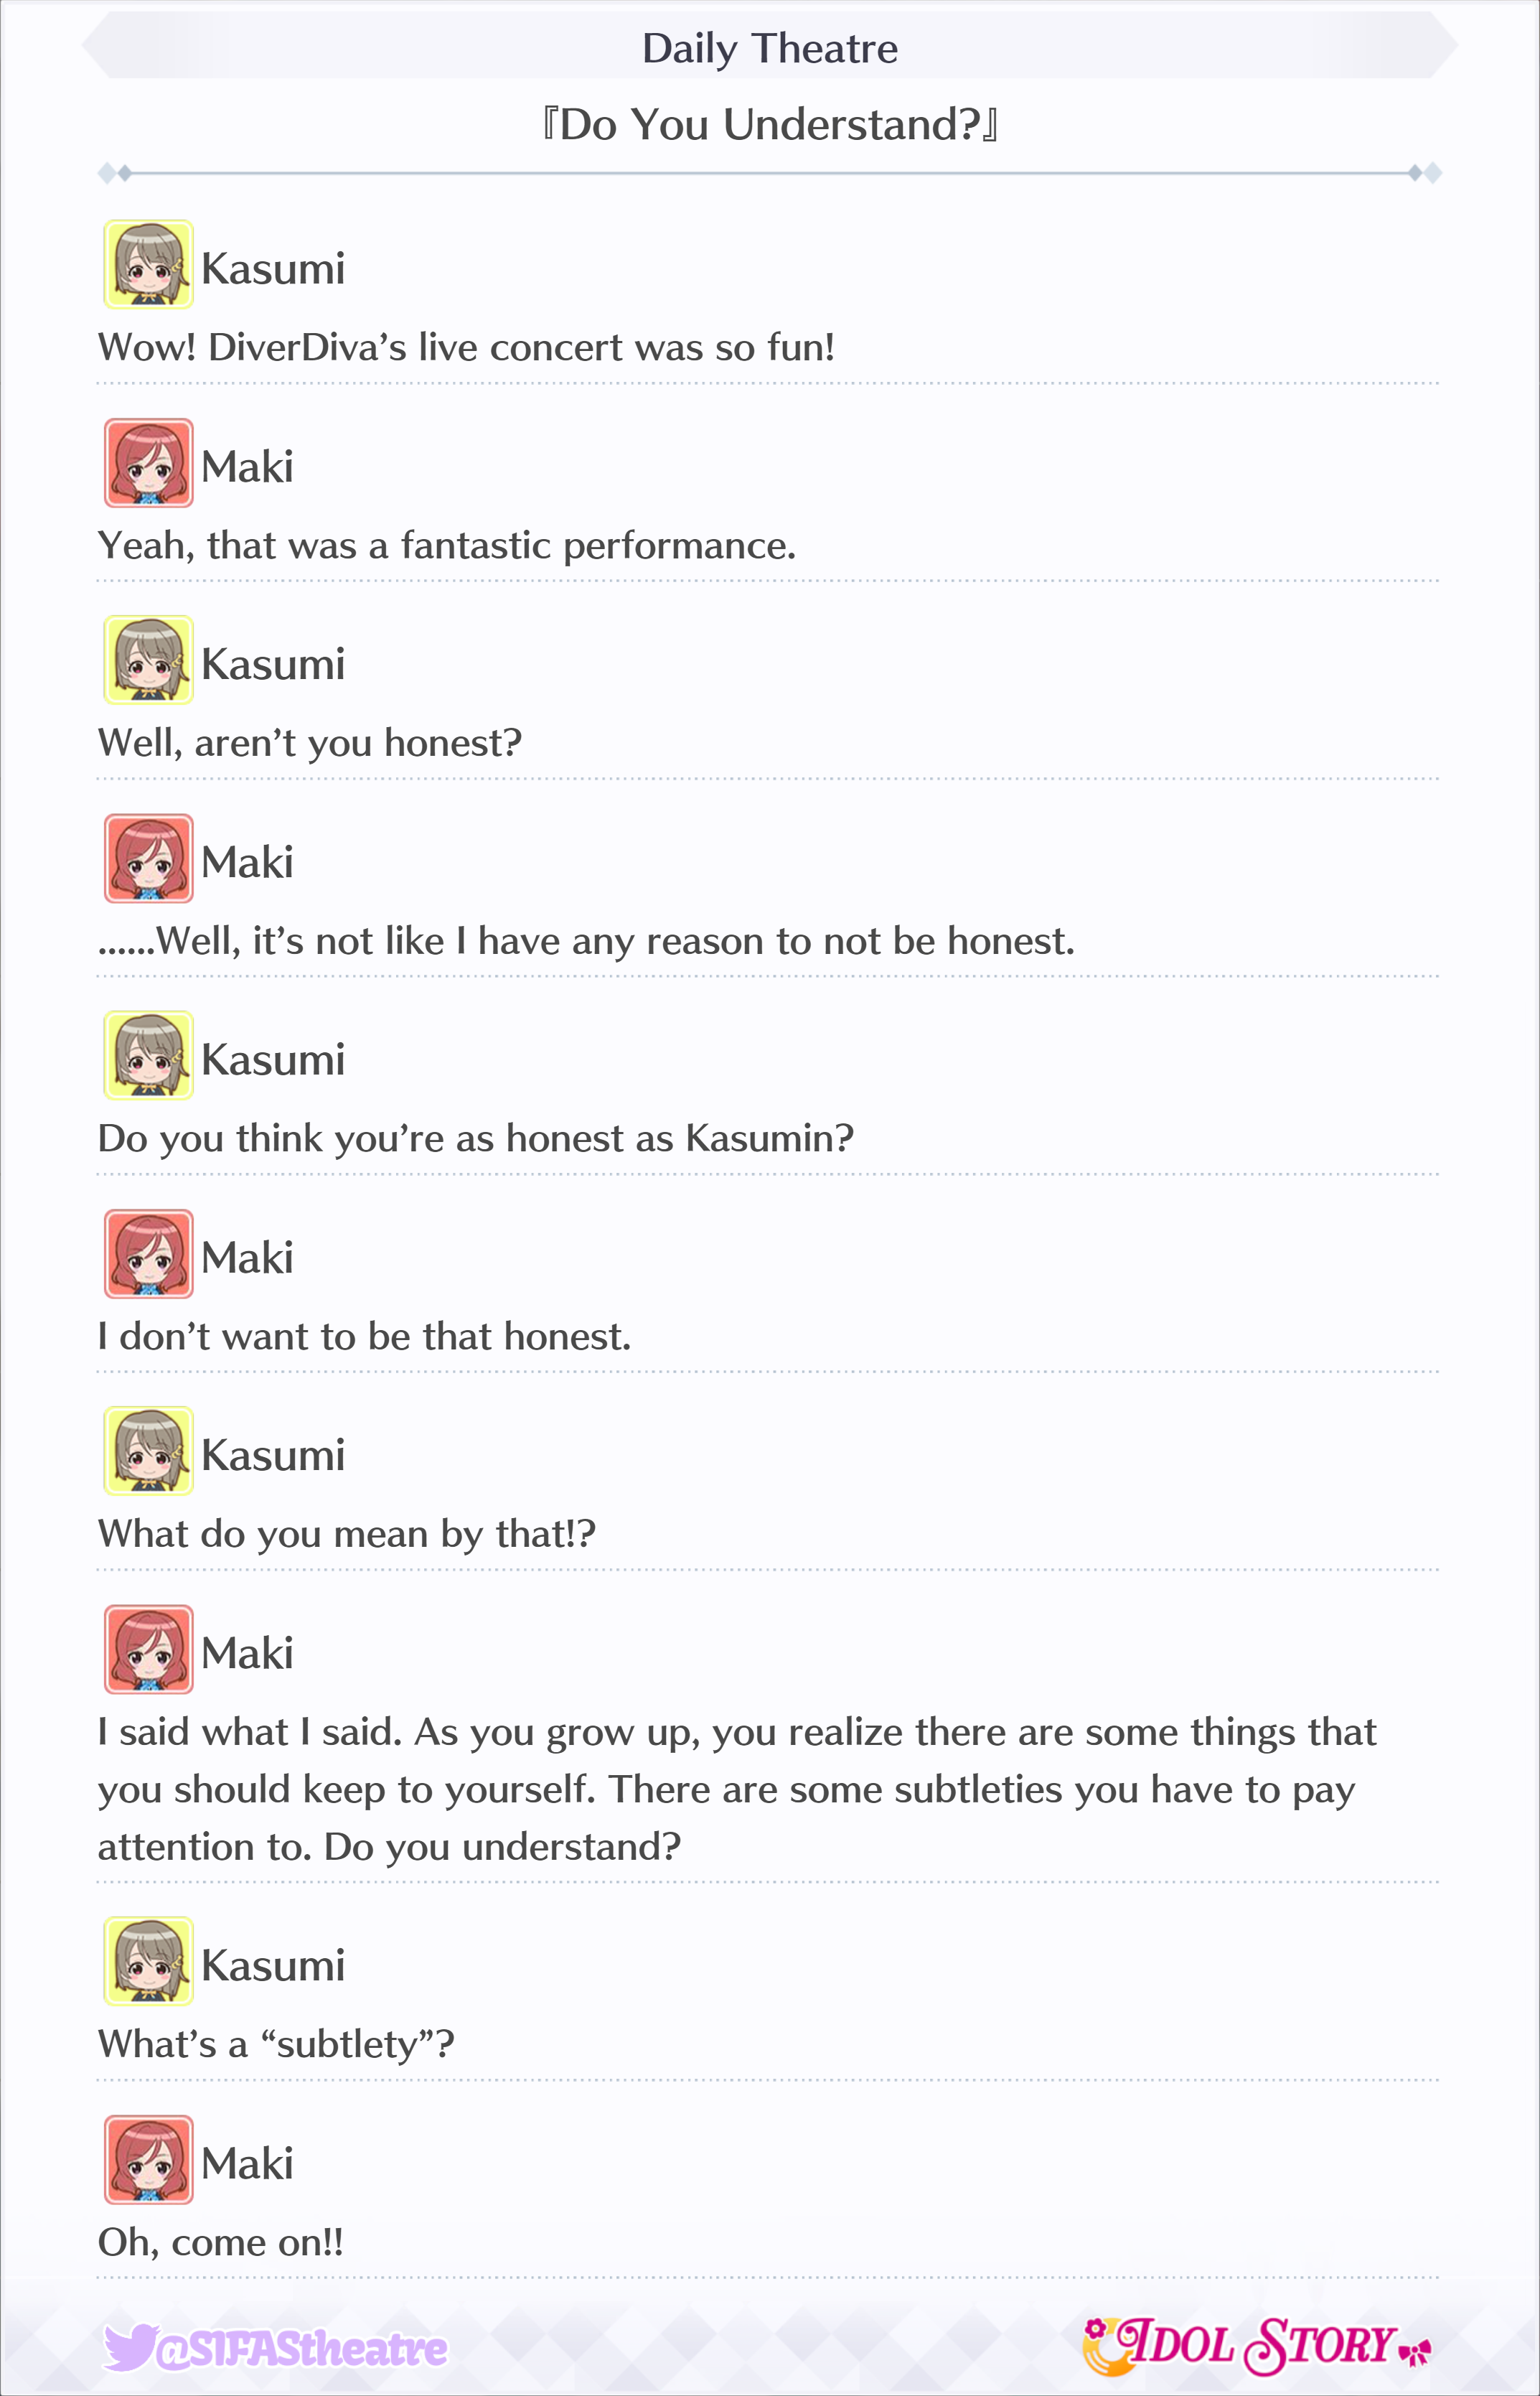 Daily Theatre
『Do You Understand?』
Kasumi
Wow! DiverDiva’s live concert was so fun!
Maki
Yeah, that was a fantastic performance.
Kasumi
Well, aren’t you honest?
Maki
......Well, it’s not like I have any reason to not be honest.
Kasumi
Do you think you’re as honest as Kasumin?
Maki
I don’t want to be that honest.
Kasumi
What do you mean by that!?
Maki
I said what I said. As you grow up, you realize there are some things that
you should keep to yourself. There are some subtleties you have to pay
attention to. Do you understand?
Kasumi
What’s a “subtlety”?
Maki
Oh, come on!!
@SIFAStheatre
IDOL STORY